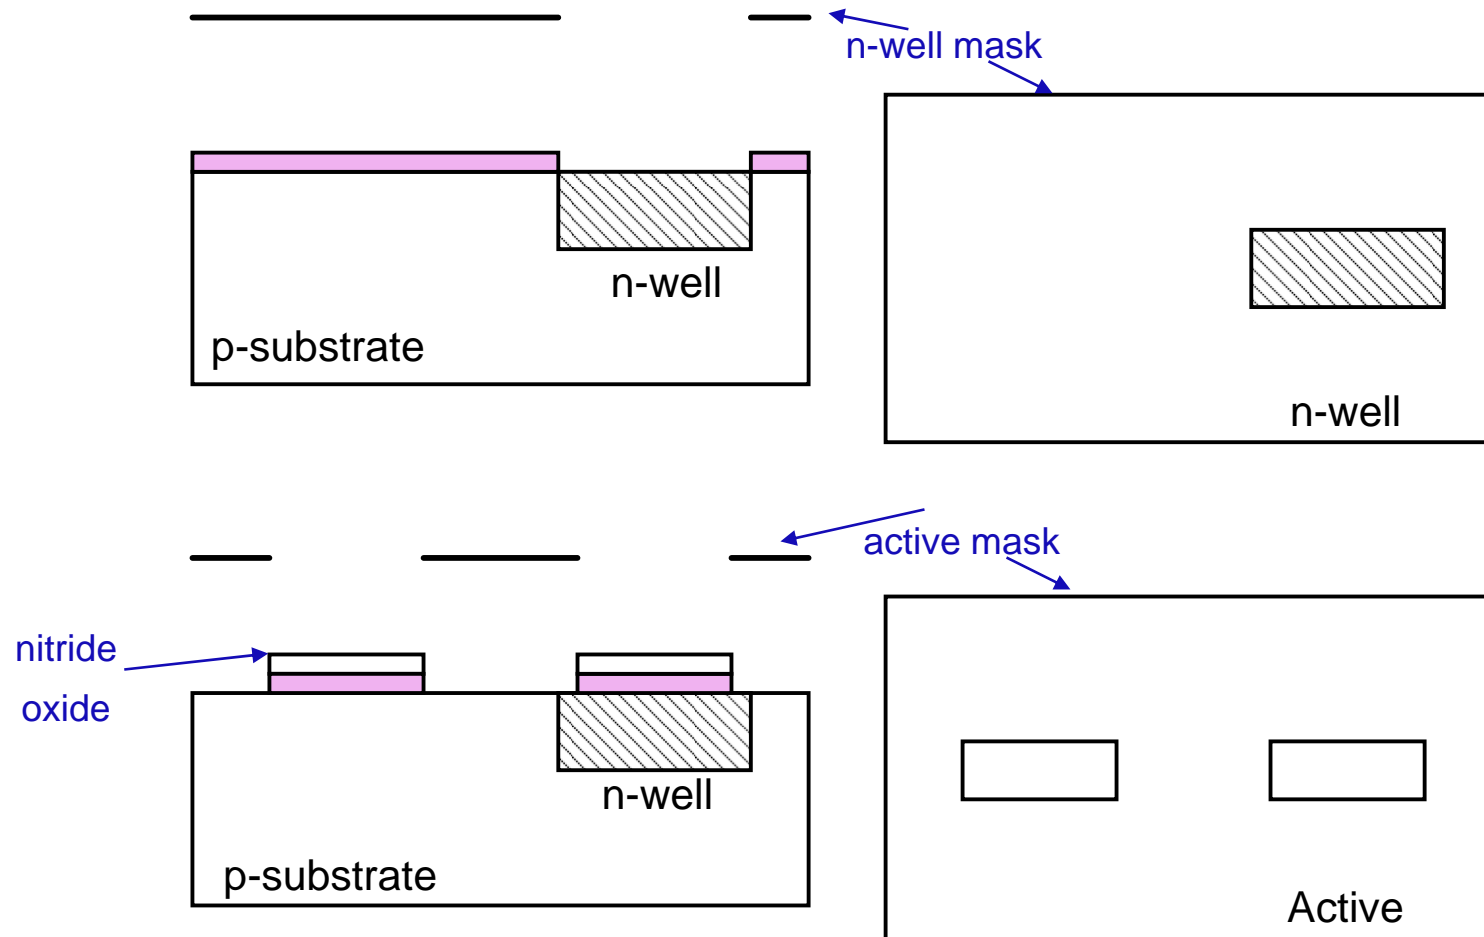 n-well mask
n-well
p-substrate
n-well
active mask
nitride
oxide
n-well
p-substrate
Active